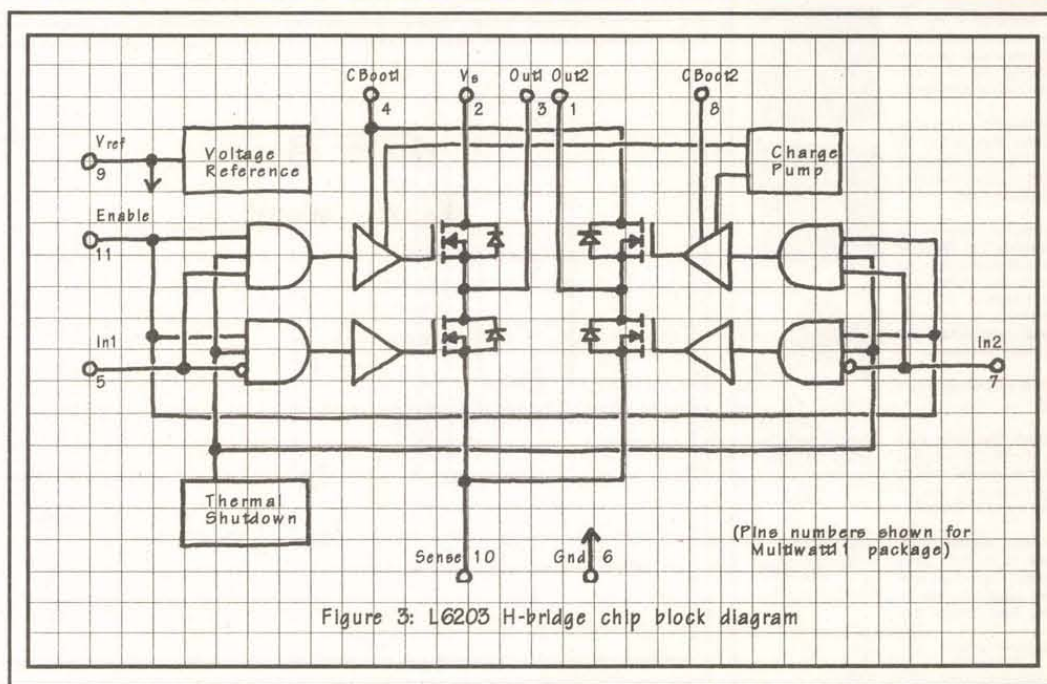 CBoot1
Vs
Out1
Out2
CBoot2
4
2
3
1
8
Vref
9
Voltage
Reference
Charge
Pump
Enable
11
In1
5
In2
7
Thermal
Shutdown
Sense 10
Gnd 6
(Pins numbers shown for
Multiwatt11 package)
Figure 3: L6203 H-bridge chip block diagram